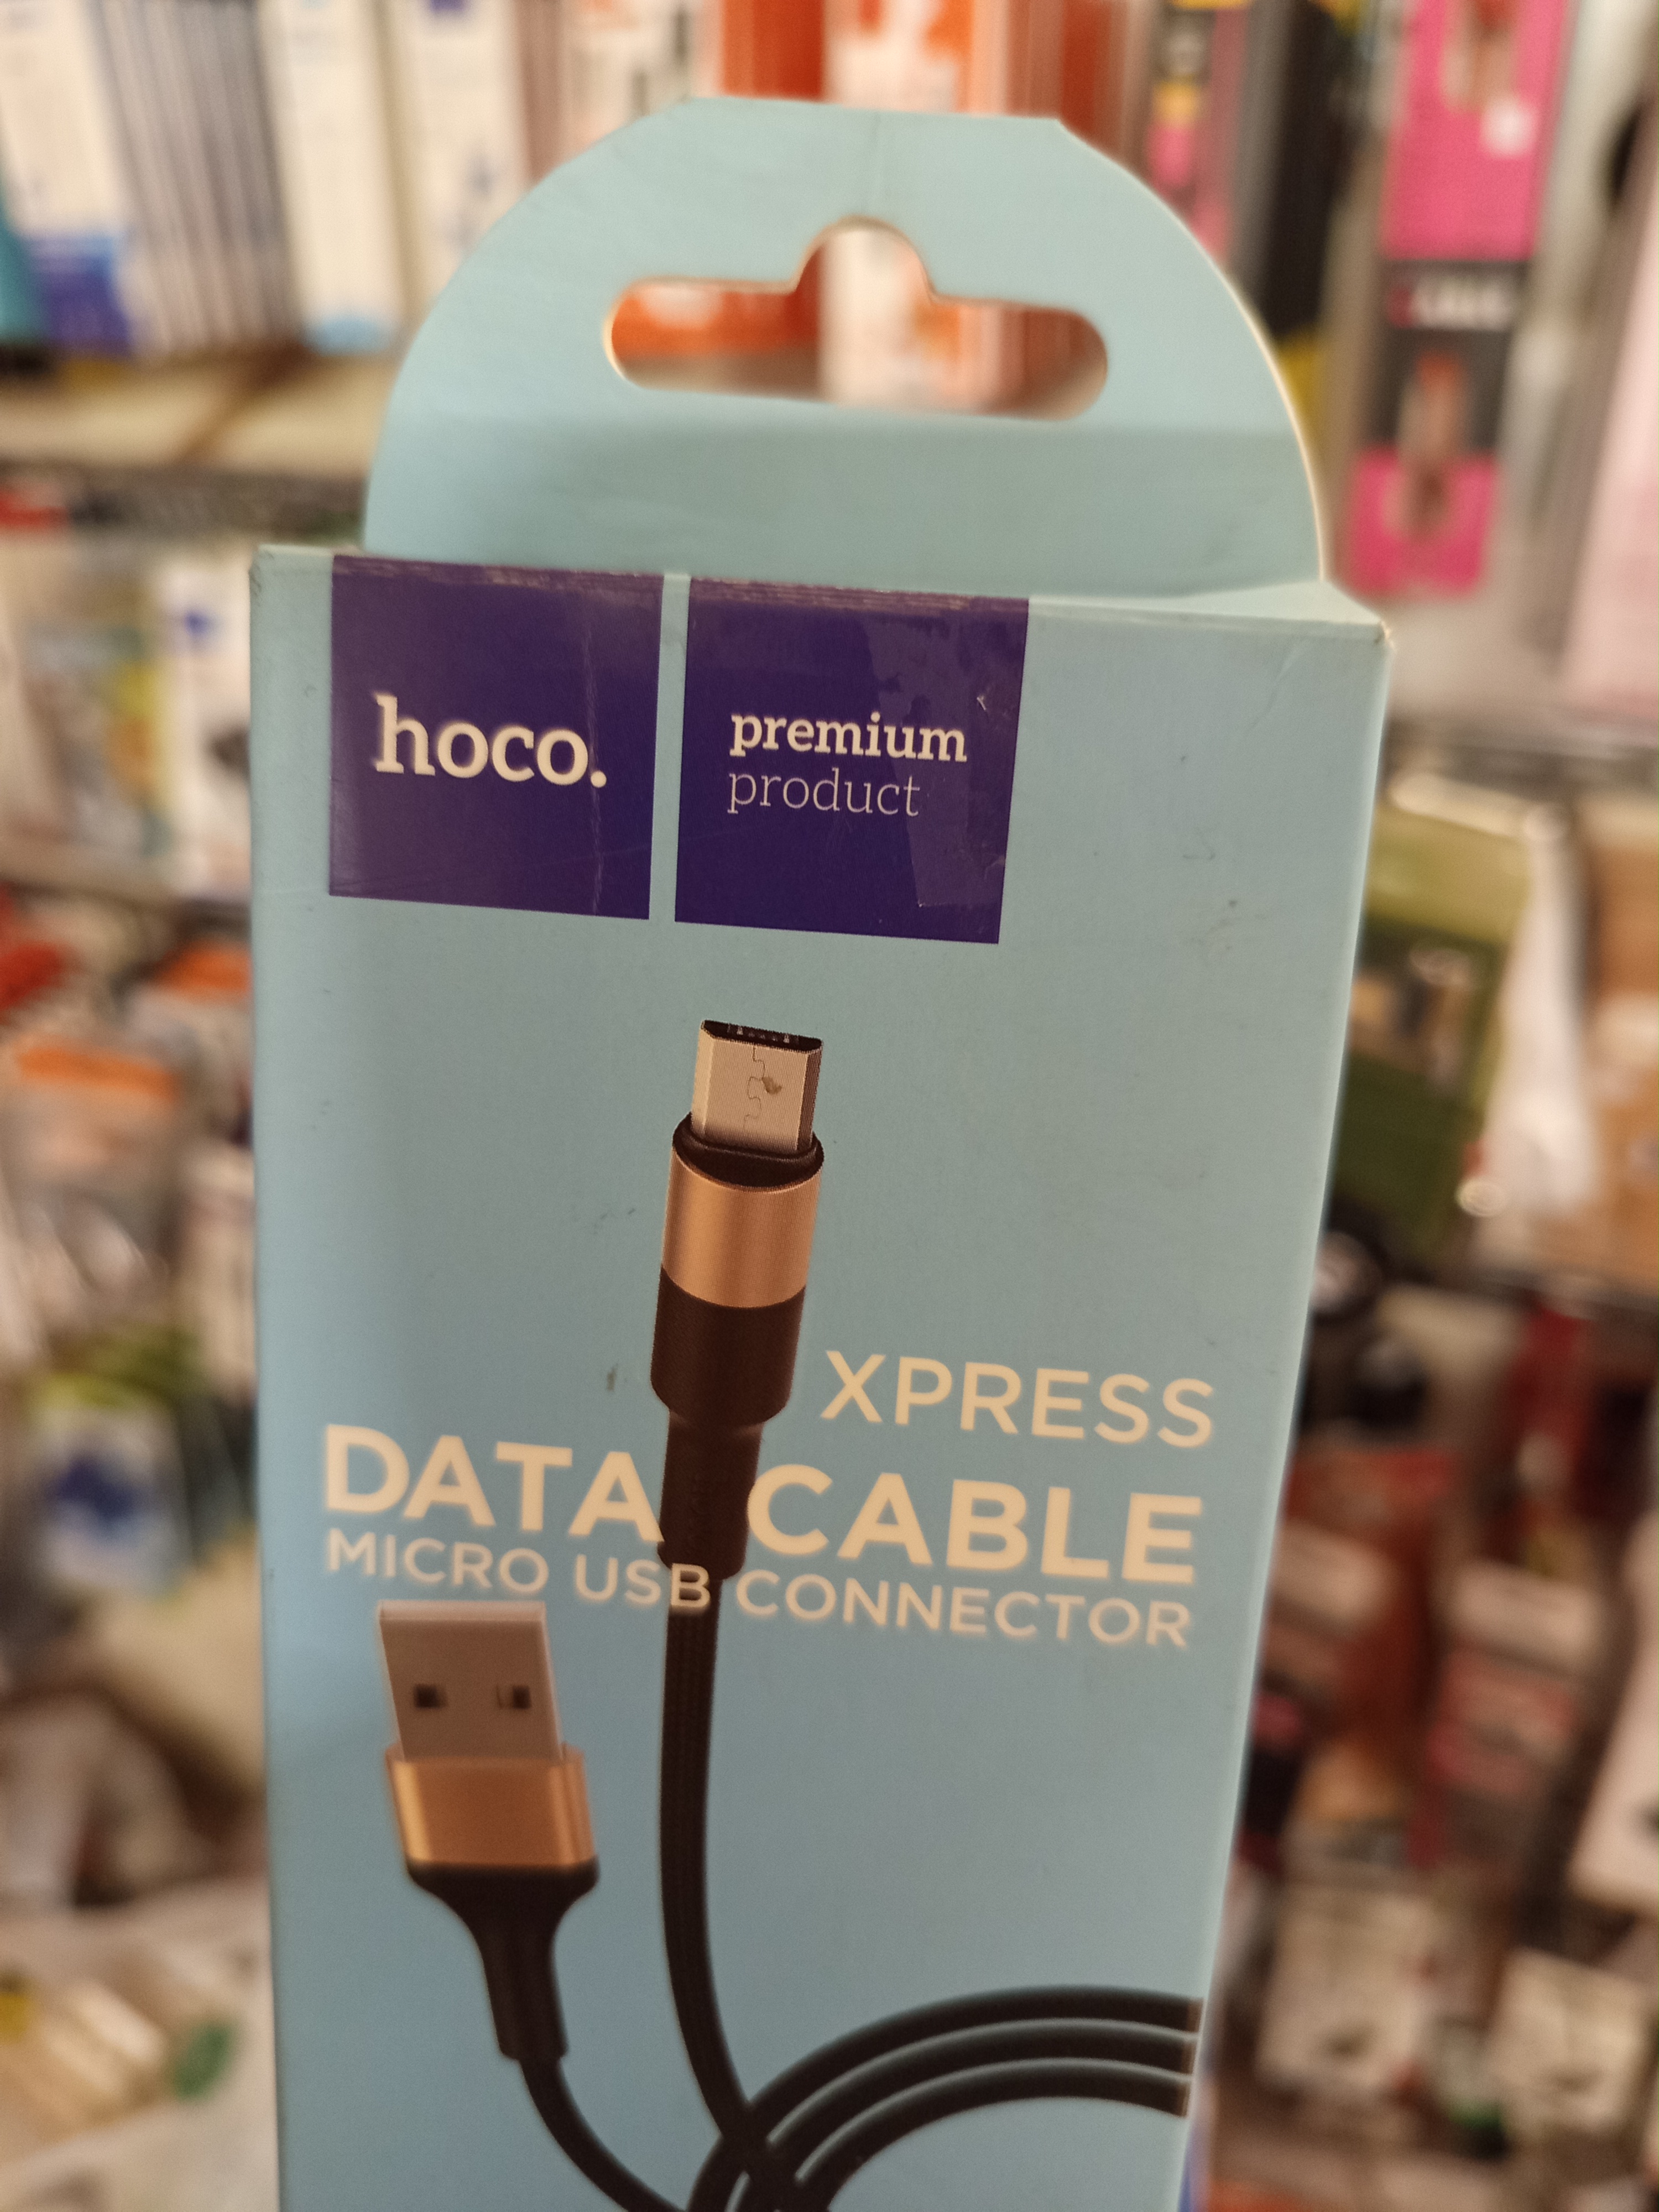 hoco.
premium
product
XPRESS
DATA CABLE
MICRO USB CONNECTOR